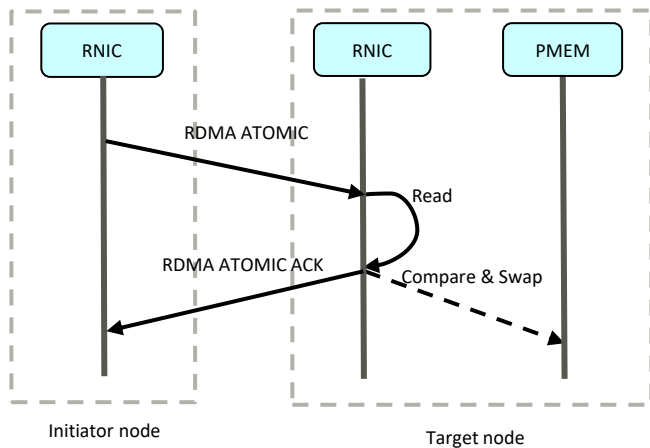 RNIC
RNIC
PMEM
RDMA ATOMIC
Read
RDMA ATOMIC ACK
Compare & Swap
Initiator node
Target node